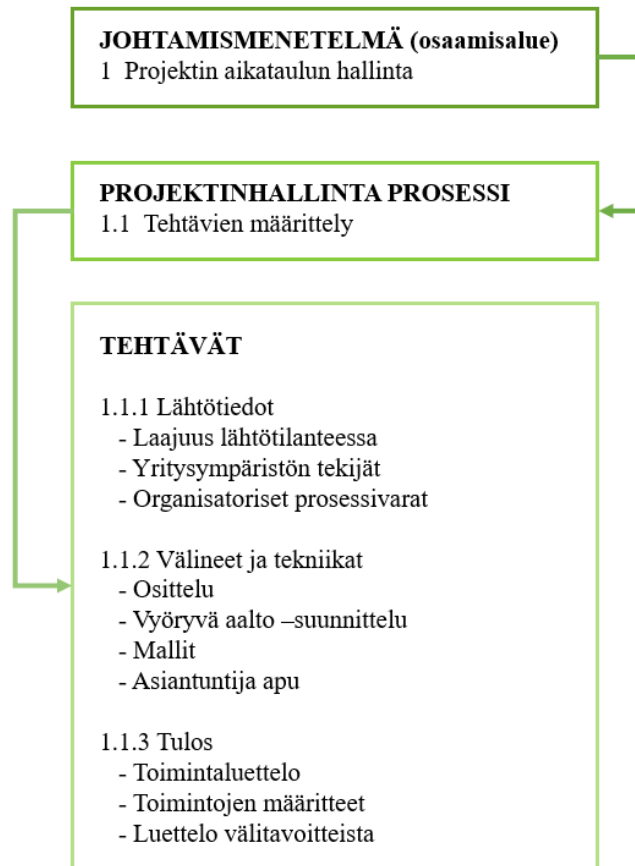 JOHTAMISMENETELMÄ (osaamisalue)
1 Projektin aikataulun hallinta
PROJEKTINHALLINTA PROSESSI
1.1 Tehtävien määrittely
TEHTÄVÄT
1.1.1 Lähtötiedot
- Laajuus lähtötilanteessa
- Yritysympäristön tekijät
- Organisatoriset prosessivarat
1.1.2 Välineet ja tekniikat
- Osittelu
- Vyöryvä aalto –suunnittelu
- Mallit
- Asiantuntija apu
1.1.3 Tulos
- Toimintaluettelo
- Toimintojen määritteet
- Luettelo välitavoitteista